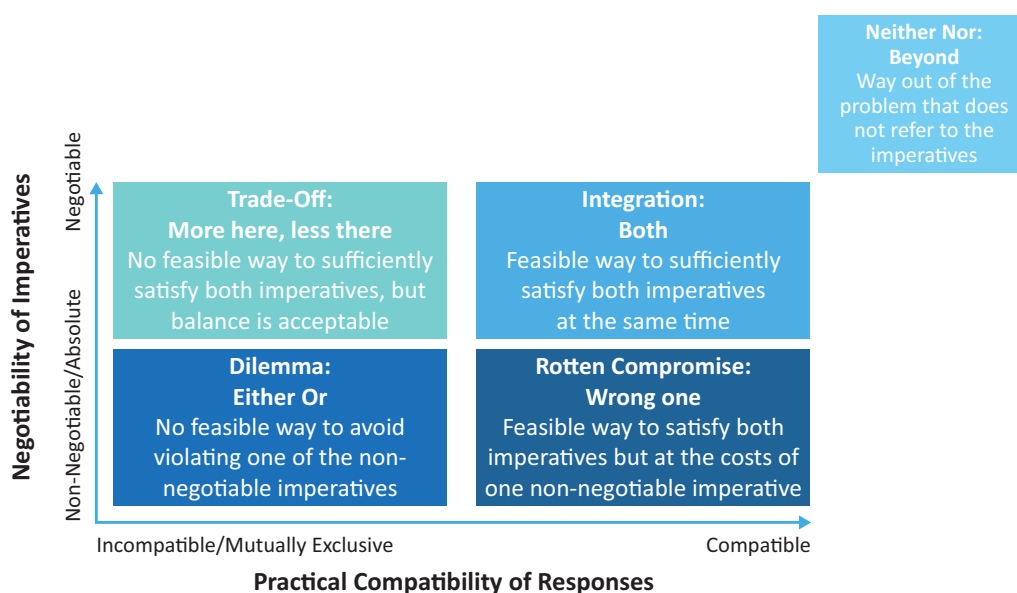 Neither Nor:
Beyond
Way out of the
problem that does
not refer to the
imperatives
Negotiability of Imperatives
Negotiable
Non-Negotiable/Absolute
Trade-Off:
More here, less there
No feasible way to sufficiently
satisfy both imperatives, but
balance is acceptable
Integration:
Both
Feasible way to sufficiently
satisfy both imperatives
at the same time
Dilemma:
Either Or
No feasible way to avoid
violating one of the non-
negotiable imperatives
Rotten Compromise:
Wrong one
Feasible way to satisfy both
imperatives but at the costs of
one non-negotiable imperative
Incompatible/Mutually Exclusive
Compatible
Practical Compatibility of Responses